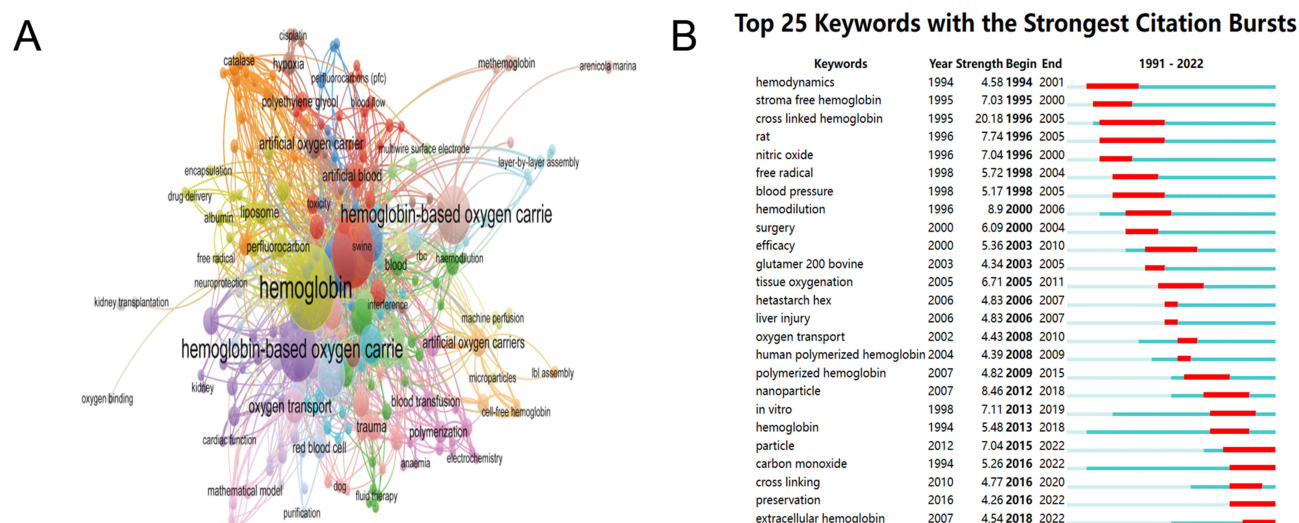 A
cisplatin
catalase
hypoxia
perfluorocarbons (pfc)
methemoglobin
arenicola marina
polyethylene glycol
blood flow
artificial oxygen carrier
multiwire surface electrode
layer-by-layer assembly
encapsulation
artificial blood
drug delivery
toxicity
liposome
albumin
hemoglobin-based oxygen carrie
perfluorocarbon
swine
rbc
free radical
blood
haemodilution
neuroprotection
hemoglobin
kidney transplantation
interference
machine perfusion
hemoglobin-based oxygen carrie
artificial oxygen carriers
lbl assembly
kidney
microparticles
oxygen binding
oxygen transport
blood transfusion
cell-free hemoglobin
trauma
cardiac function
polymerization
red blood cell
electrochemistry
anaemia
mathematical model
dog
fluid therapy
purification
B
Top 25 Keywords with the Strongest Citation Bursts
Keywords Year Strength Begin End 1991 - 2022
hemodynamics 1994 4.58 1994 2001
stroma free hemoglobin 1995 7.03 1995 2000
cross linked hemoglobin 1995 20.18 1996 2005
rat 1996 7.74 1996 2005
nitric oxide 1996 7.04 1996 2000
free radical 1998 5.72 1998 2004
blood pressure 1998 5.17 1998 2005
hemodilution 1996 8.9 2000 2006
surgery 2000 6.09 2000 2004
efficacy 2000 5.36 2003 2010
glutamer 200 bovine 2003 4.34 2003 2005
tissue oxygenation 2005 6.71 2005 2011
hetastarch hex 2006 4.83 2006 2007
liver injury 2006 4.83 2006 2007
oxygen transport 2002 4.43 2008 2010
human polymerized hemoglobin 2004 4.39 2008 2009
polymerized hemoglobin 2007 4.82 2009 2015
nanoparticle 2007 8.46 2012 2018
in vitro 1998 7.11 2013 2019
hemoglobin 1994 5.48 2013 2018
particle 2012 7.04 2015 2022
carbon monoxide 1994 5.26 2016 2022
cross linking 2010 4.77 2016 2020
preservation 2016 4.26 2016 2022
extracellular hemoglobin 2007 4.54 2018 2022